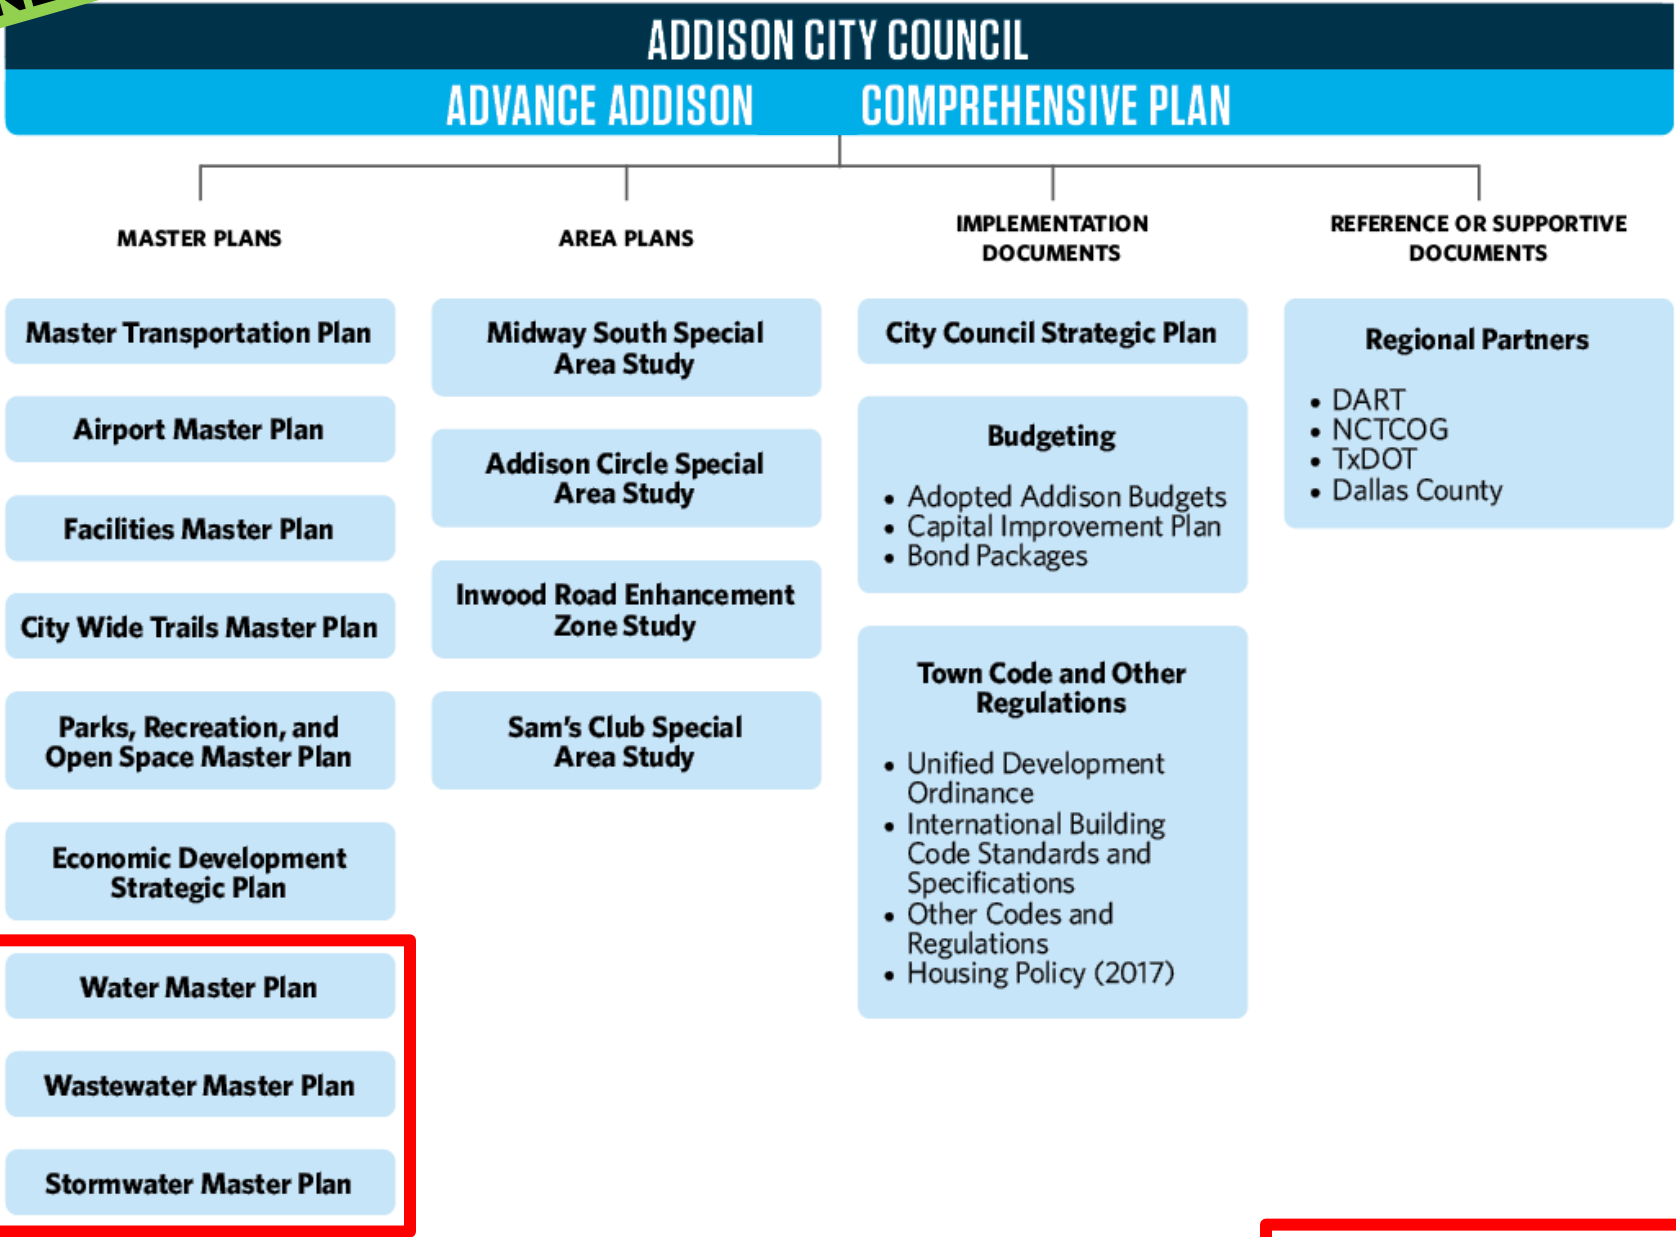 ADDISON CITY COUNCIL
ADVANCE ADDISON COMPREHENSIVE PLAN
MASTER PLANS
Master Transportation Plan
Airport Master Plan
Facilities Master Plan
City Wide Trails Master Plan
Parks, Recreation, and
Open Space Master Plan
Economic Development
Strategic Plan
Water Master Plan
Wastewater Master Plan
Stormwater Master Plan
AREA PLANS
Midway South Special
Area Study
Addison Circle Special
Area Study
Inwood Road Enhancement
Zone Study
Sam's Club Special
Area Study
IMPLEMENTATION
DOCUMENTS
City Council Strategic Plan
Budgeting
• Adopted Addison Budgets
• Capital Improvement Plan
• Bond Packages
Town Code and Other
Regulations
• Unified Development
Ordinance
• International Building
Code Standards and
Specifications
• Other Codes and
Regulations
• Housing Policy (2017)
REFERENCE OR SUPPORTIVE
DOCUMENTS
Regional Partners
• DART
• NCTCOG
• TxDOT
• Dallas County